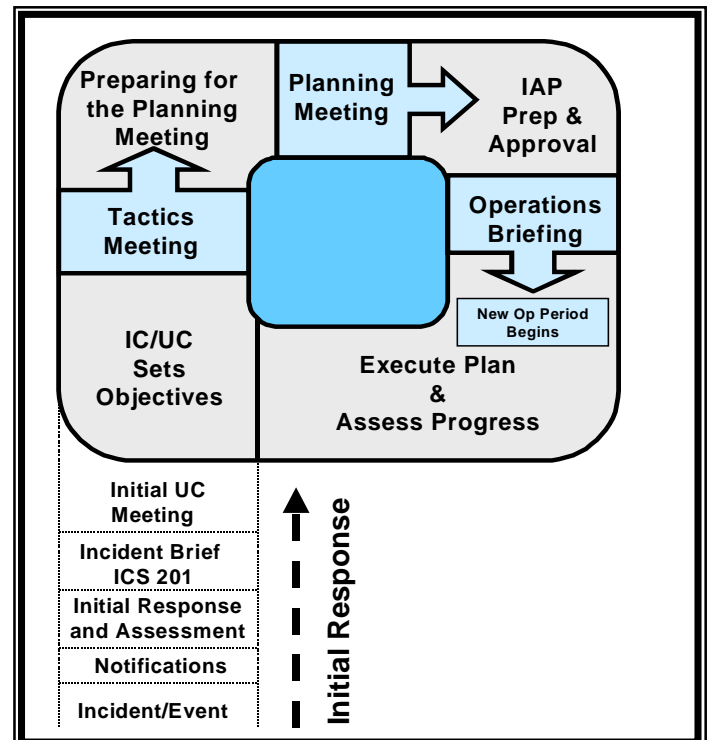 Preparing for
the Planning
Meeting
Planning
Meeting
IAP
Prep &
Approval
Tactics
Meeting
Operations
Briefing
New Op Period
Begins
IC/UC
Sets
Objectives
Execute Plan
&
Assess Progress
Initial UC
Meeting
Incident Brief
ICS 201
Initial Response
and Assessment
Notifications
Incident/Event
Initial Response